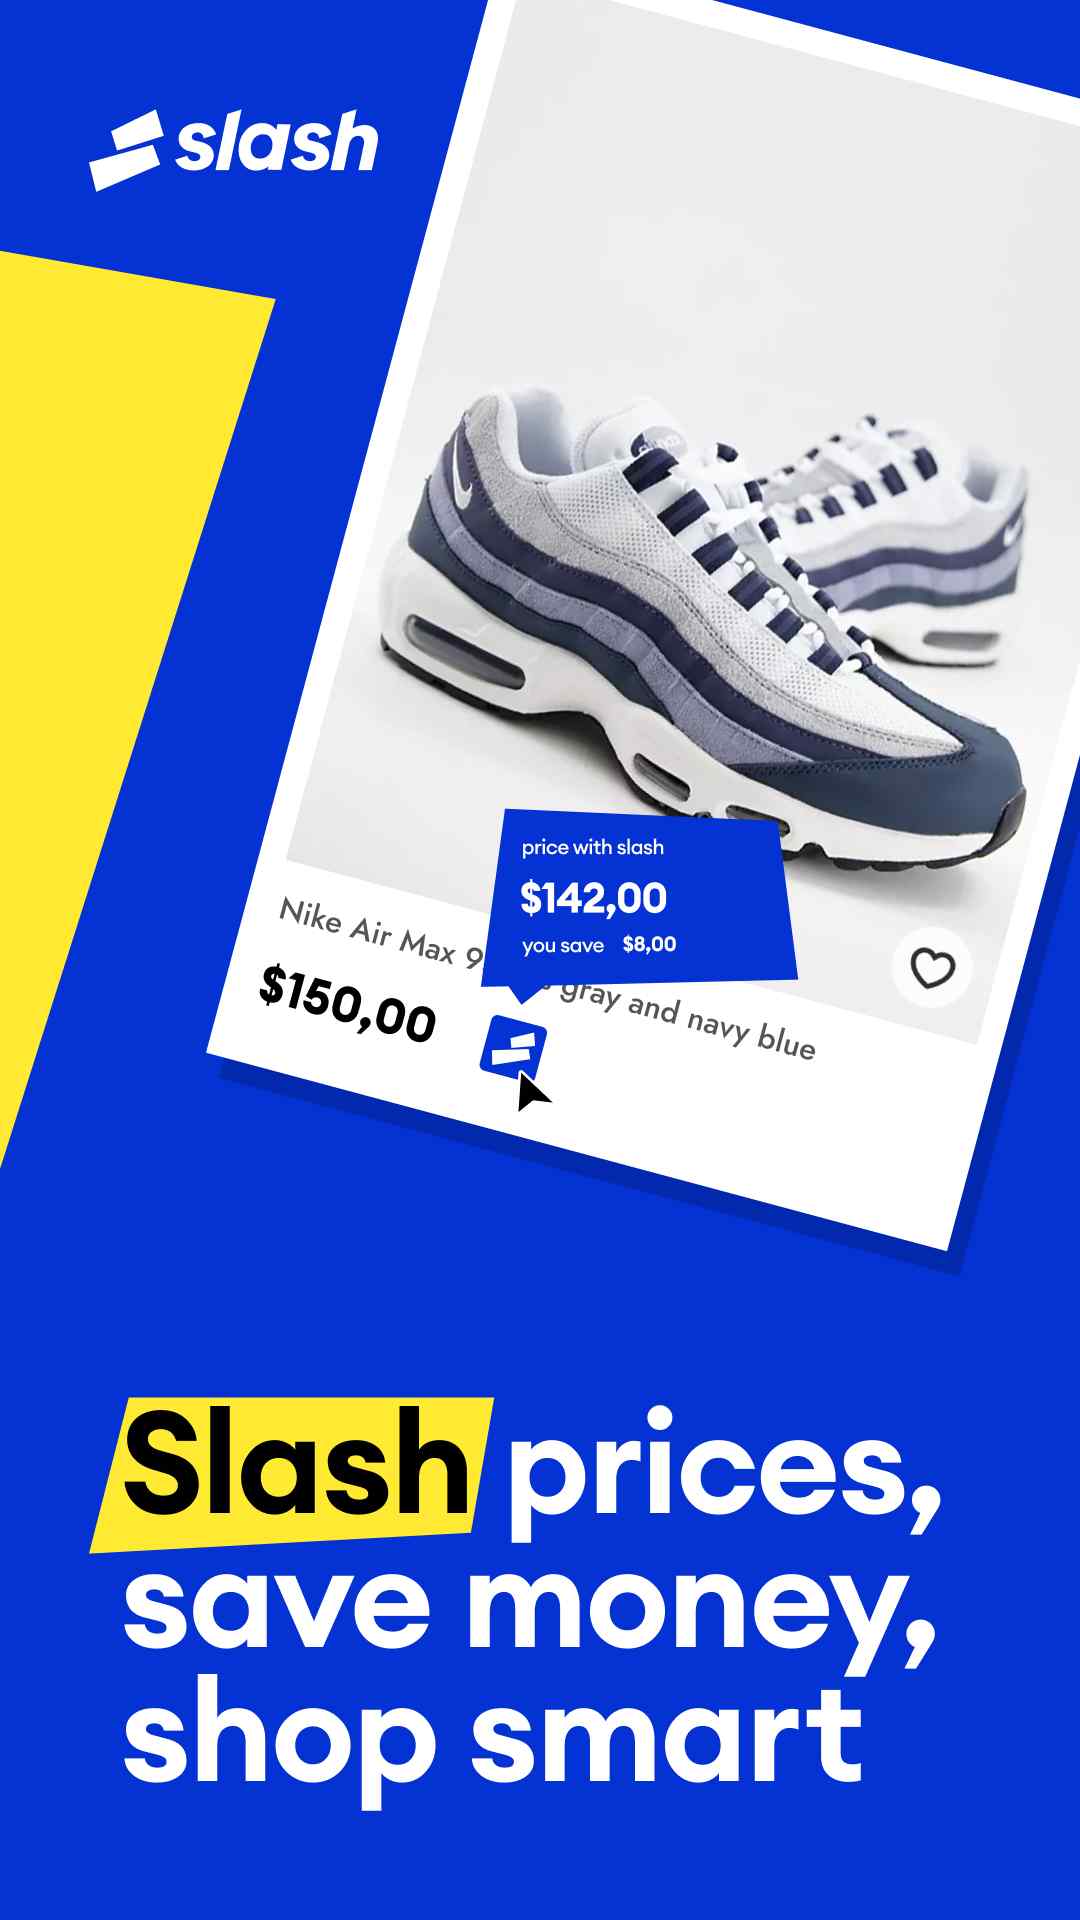 slash
price with slash
$142,00
you save $8,00
Nike Air Max 9
gray and navy blue
$150,00
Slash prices,
save money,
shop smart